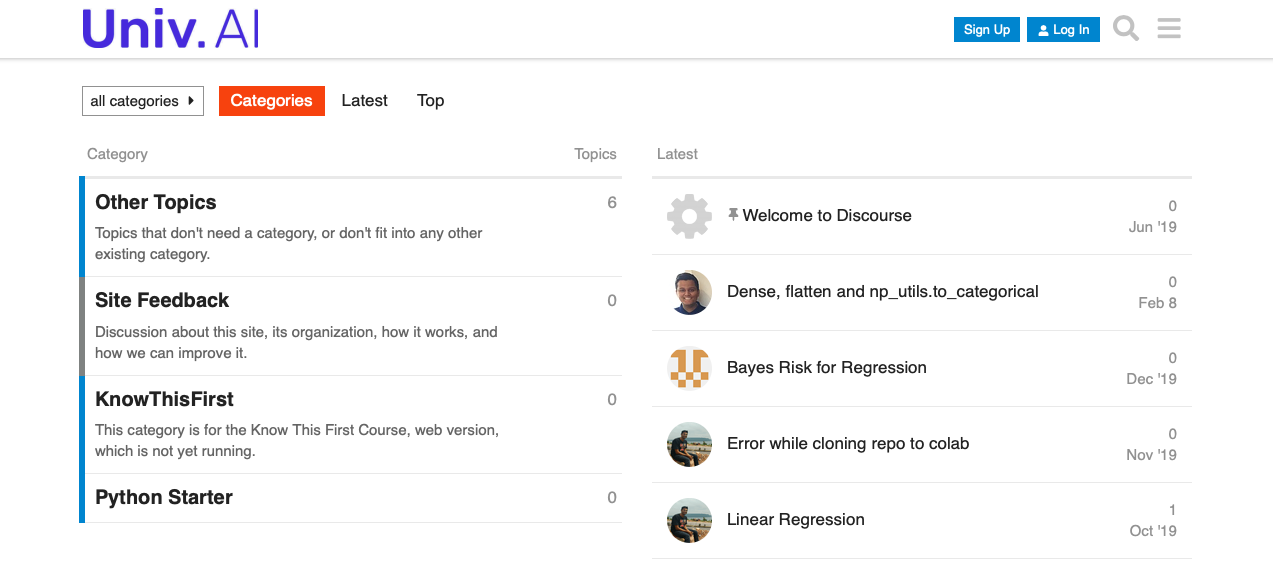 Univ.AI
Sign Up
Log In
all categories
Categories
Latest
Top
Category
Topics
Other Topics
6
Topics that don't need a category, or don't fit into any other
existing category.
Site Feedback
0
Discussion about this site, its organization, how it works, and
how we can improve it.
KnowThisFirst
0
This category is for the Know This First Course, web version,
which is not yet running.
Python Starter
0
Latest
Welcome to Discourse
0
Jun '19
Dense, flatten and np_utils.to_categorical
0
Feb 8
Bayes Risk for Regression
0
Dec '19
Error while cloning repo to colab
0
Nov '19
Linear Regression
1
Oct '19